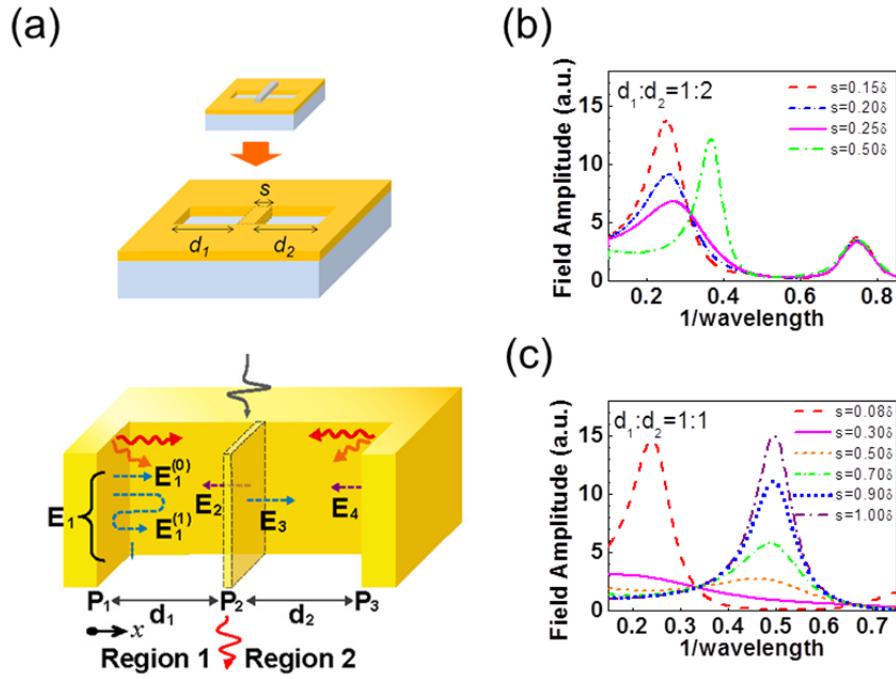 (a)
s
d₁
d₂
E₁
E₁⁽⁰⁾
E₁⁽¹⁾
E₂
E₃
E₄
P₁
d₁
P₂
d₂
P₃
x
Region 1
Region 2
(b)
Field Amplitude (a.u.)
15
10
5
0
d₁:d₂=1:2
s=0.15δ
s=0.20δ
s=0.25δ
s=0.50δ
0.2 0.4 0.6 0.8
1/wavelength
(c)
Field Amplitude (a.u.)
15
10
5
0
d₁:d₂=1:1
s=0.08δ
s=0.30δ
s=0.50δ
s=0.70δ
s=0.90δ
s=1.00δ
0.2 0.3 0.4 0.5 0.6 0.7
1/wavelength